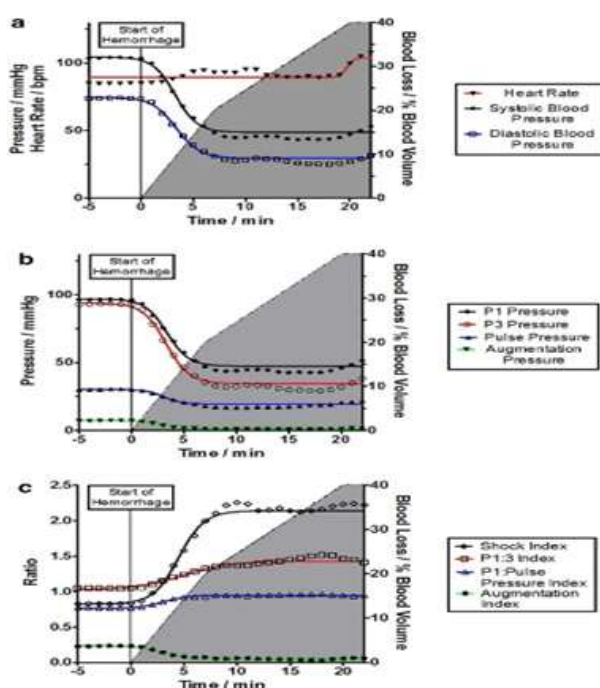 a
Start of
Hemorrhage
Pressure / mmHg
Heart Rate / bpm
100
50
0
-5 0 5 10 15 20
Time / min
40
30
20
10
0
Blood Loss / % Blood Volume
Heart Rate
Systolic Blood
Pressure
Diastolic Blood
Pressure
b
Start of
Hemorrhage
Pressure / mmHg
100
50
0
-5 0 5 10 15 20
Time / min
40
30
20
10
0
Blood Loss / % Blood Volume
P1 Pressure
P3 Pressure
Pulse Pressure
Augmentation
Pressure
c
Start of
Hemorrhage
Ratio
2.5
2.0
1.5
1.0
0.5
0.0
-5 0 5 10 15 20
Time / min
40
30
20
10
0
Blood Loss / % Blood Volume
Shock Index
P1:3 Index
P1:Pulse
Pressure Index
Augmentation
Index